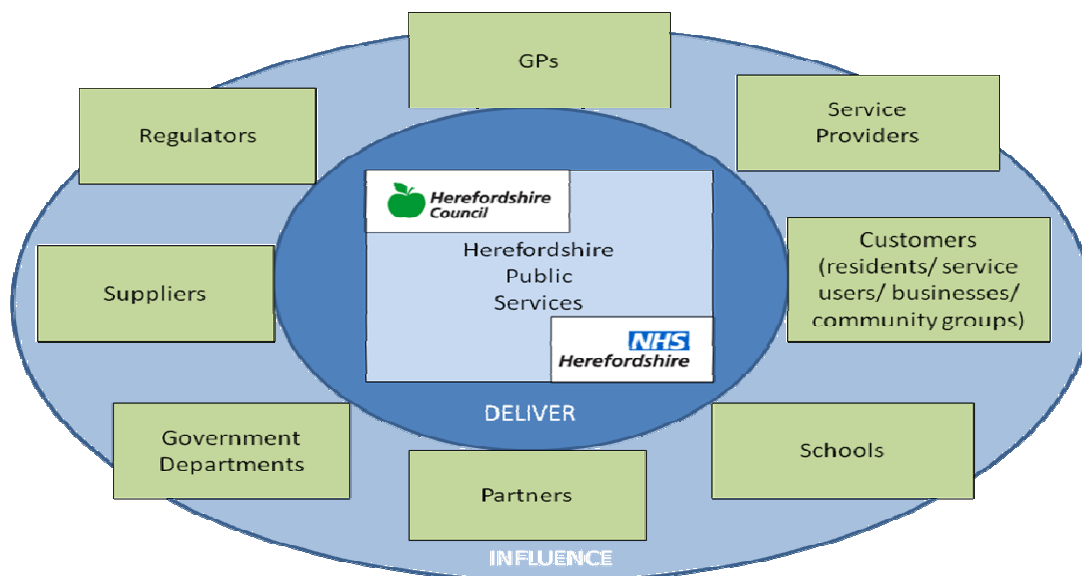 GPs
Regulators
Service
Providers
Herefordshire
Council
Herefordshire
Public
Services
NHS
Herefordshire
Suppliers
Customers
(residents/ service
users/ businesses/
community groups)
DELIVER
Government
Departments
Partners
Schools
INFLUENCE